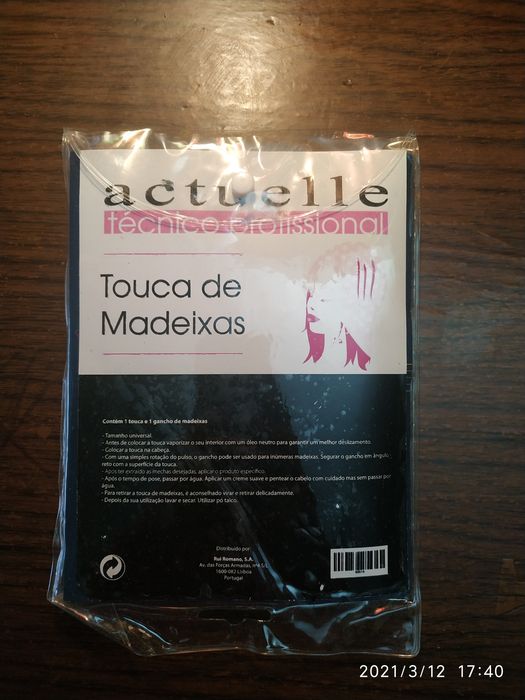 actuelle
técnico-profissional
Touca de
Madeixas
Contém 1 touca e 1 gancho de madeixas
- Tamanho universal.
- Antes de colocar a touca vaporizar o seu interior com um óleo neutro para garantir um melhor deslizamento.
- Colocar a touca na cabeça.
- Com uma simples rotação do pulso, o gancho pode ser usado para inúmeras madeixas. Segurar o gancho em ângulo
reto com a superfície da touca.
- Após ter extraído as mechas desejadas, aplicar o produto específico.
- Após o tempo de pose, passar por água. Aplicar um creme suave e pentear o cabelo com cuidado mas sem passar por
água.
- Para retirar a touca de madeixas, é aconselhado virar e retirar delicadamente.
- Depois da sua utilização lavar e secar. Utilizar pó talco.
Distribuído por:
Rui Romano, S.A.
Av. das Forças Armadas, nº4 S/L
1600-082 Lisboa
Portugal
2021/3/12 17:40